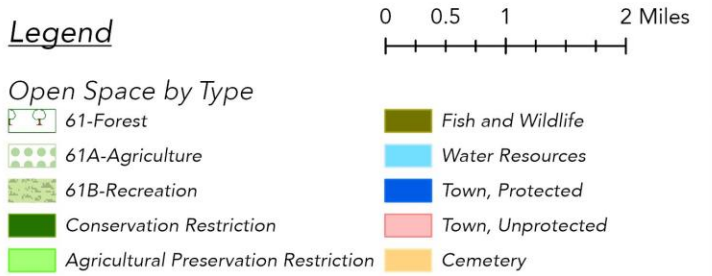 Legend
0 0.5 1 2 Miles
Open Space by Type
61-Forest
61A-Agriculture
61B-Recreation
Conservation Restriction
Agricultural Preservation Restriction
Fish and Wildlife
Water Resources
Town, Protected
Town, Unprotected
Cemetery